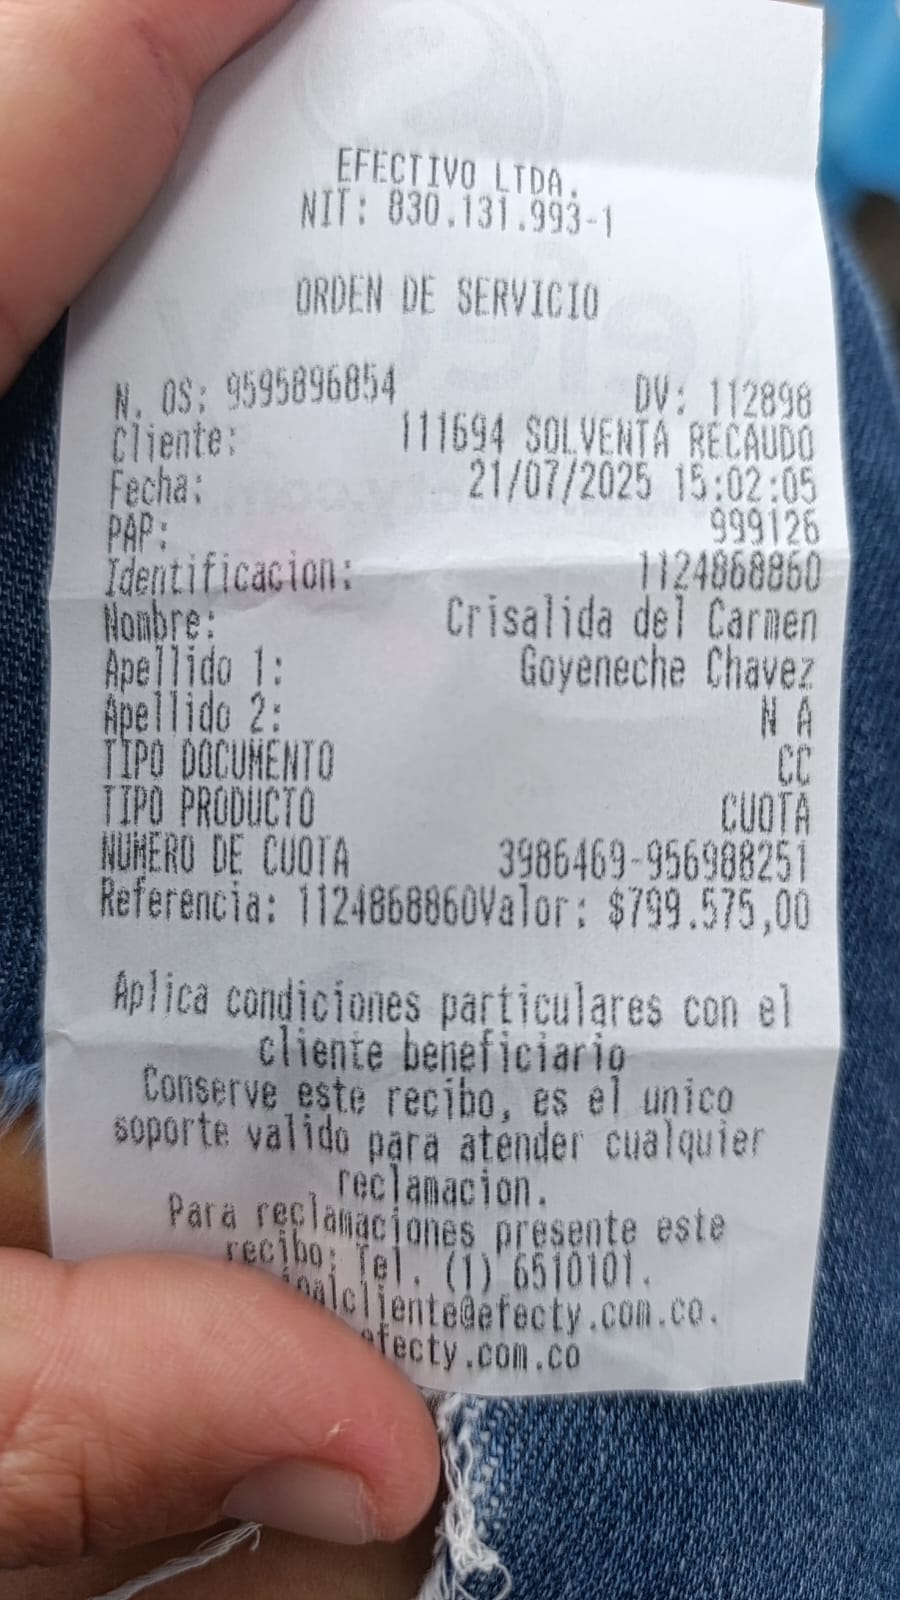 EFECTIVO LTDA.
NIT: 830.131.993-1
ORDEN DE SERVICIO
N. OS: 9595896854 DV: 112898
Cliente: 111694 SOLVENTA RECAUDO
Fecha: 21/07/2025 15:02:05
PAP: 999126
Identificacion: 1124868860
Nombre: Crisalida del Carmen
Apellido 1: Goyeneche Chavez
Apellido 2: N A
TIPO DOCUMENTO CC
TIPO PRODUCTO CUOTA
NUMERO DE CUOTA 3986469-956988251
Referencia: 1124868860Valor: $799.575,00
Aplica condiciones particulares con el
cliente beneficiario
Conserve este recibo, es el unico
soporte valido para atender cualquier
reclamacion.
Para reclamaciones presente este
recibo: Tel. (1) 6510101.
alcliente@efecty.com.co.
efecty.com.co